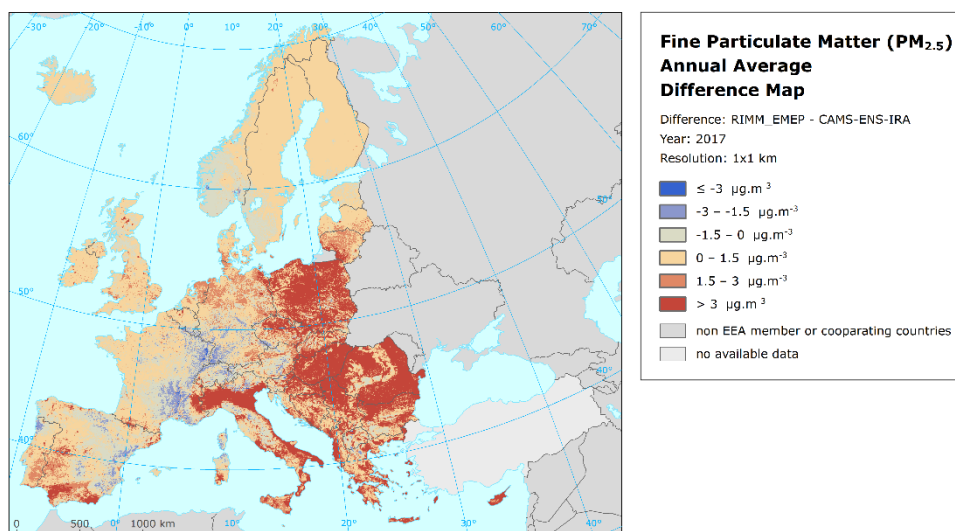 -30°
-20°
-10°
0°
10°
20°
30°
40°
50°
60°
60°
50°
50°
40°
40°
0
500
0°
1000 km
10°
20°
30°
40°
Fine Particulate Matter (PM2.5)
Annual Average
Difference Map
Difference: RIMM_EMEP - CAMS-ENS-IRA
Year: 2017
Resolution: 1x1 km
≤ -3 µg.m 3
-3 – -1.5 µg.m-3
-1.5 – 0 µg.m-3
0 – 1.5 µg.m-3
1.5 – 3 µg.m-3
> 3 µg.m 3
non EEA member or cooparating countries
no available data